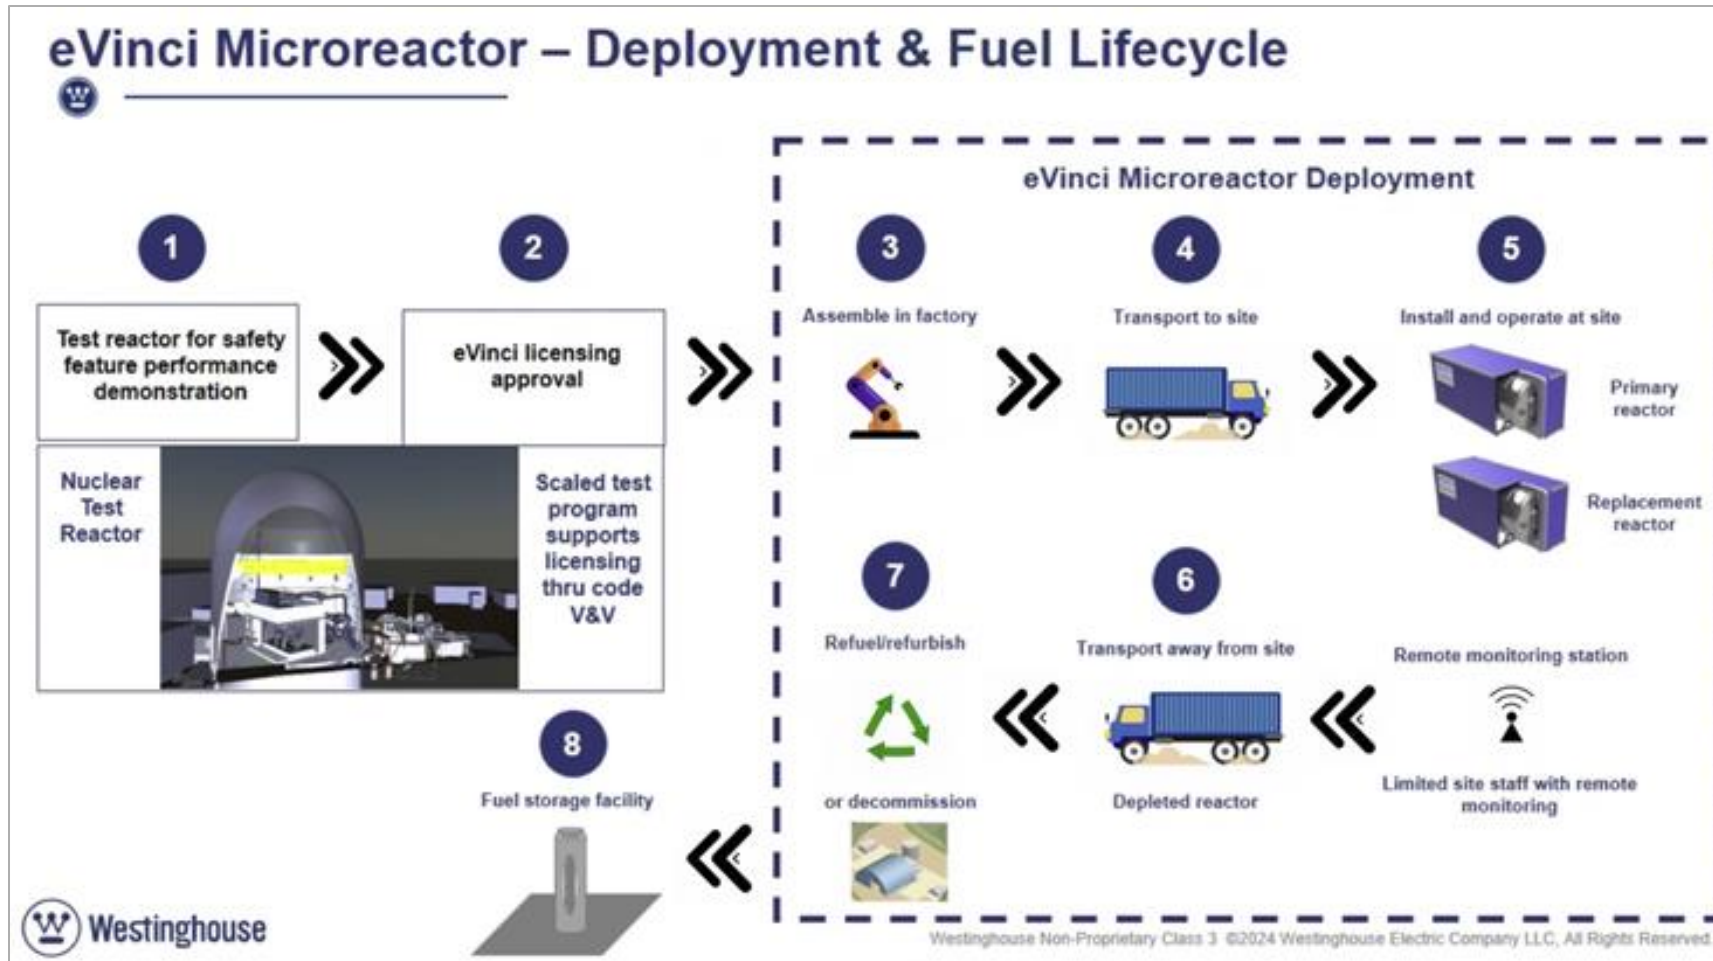 eVinci Microreactor – Deployment & Fuel Lifecycle
eVinci Microreactor Deployment
1
Test reactor for safety
feature performance
demonstration
2
eVinci licensing
approval
Nuclear
Test
Reactor
Scaled test
program
supports
licensing
thru code
V&V
3
Assemble in factory
4
Transport to site
5
Install and operate at site
Primary
reactor
Replacement
reactor
Remote monitoring station
Limited site staff with remote
monitoring
6
Transport away from site
Depleted reactor
7
Refuel/refurbish
or decommission
8
Fuel storage facility
Westinghouse
Westinghouse Non-Proprietary Class 3 ©2024 Westinghouse Electric Company LLC, All Rights Reserved.